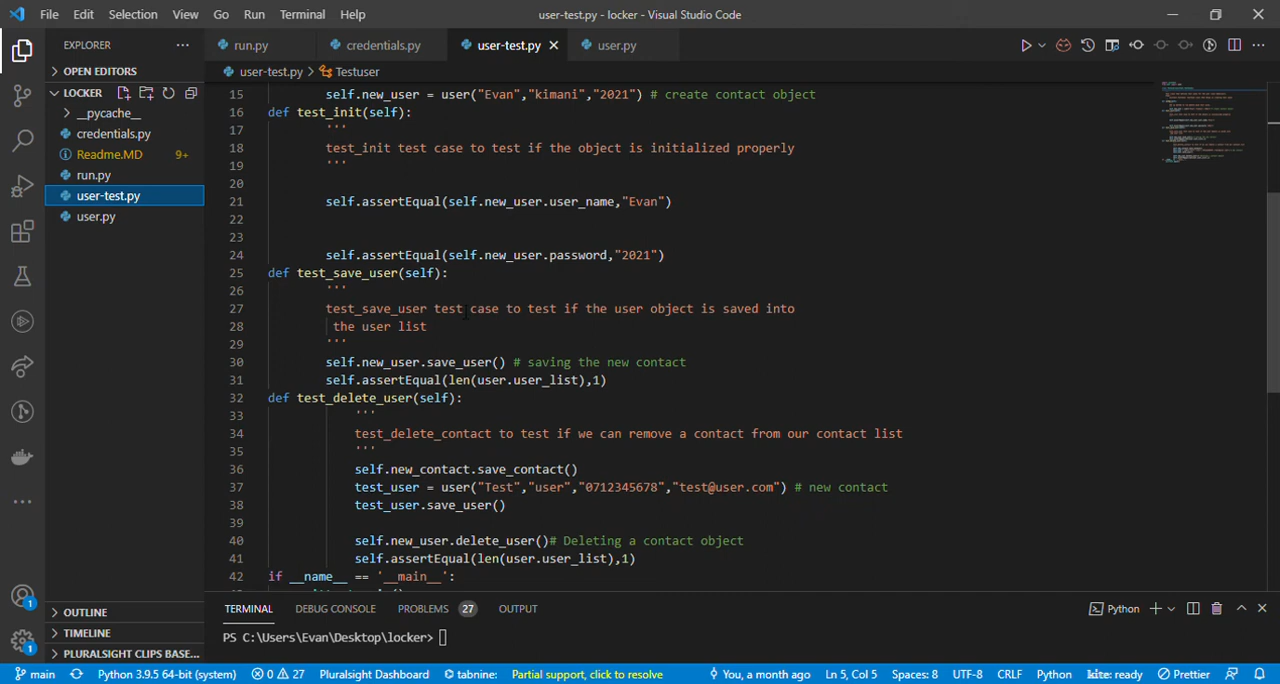 File Edit Selection View Go Run Terminal Help user-test.py - locker - Visual Studio Code
EXPLORER
run.py credentials.py user-test.py user.py
OPEN EDITORS
user-test.py > Testuser
LOCKER
__pycache__
credentials.py
Readme.MD 9+
run.py
user-test.py
user.py
15 self.new_user = user("Evan","kimani","2021") # create contact object
16 def test_init(self):
17 '''
18 test_init test case to test if the object is initialized properly
19 '''
20
21 self.assertEqual(self.new_user.user_name,"Evan")
22
23
24 self.assertEqual(self.new_user.password,"2021")
25 def test_save_user(self):
26 '''
27 test_save_user test case to test if the user object is saved into
28 the user list
29 '''
30 self.new_user.save_user() # saving the new contact
31 self.assertEqual(len(user.user_list),1)
32 def test_delete_user(self):
33 '''
34 test_delete_contact to test if we can remove a contact from our contact list
35 '''
36 self.new_contact.save_contact()
37 test_user = user("Test","user","0712345678","test@user.com") # new contact
38 test_user.save_user()
39
40 self.new_user.delete_user()# Deleting a contact object
41 self.assertEqual(len(user.user_list),1)
42 if __name__ == '__main__':
OUTLINE
TIMELINE
PLURALSIGHT CLIPS BASE...
1
1
TERMINAL DEBUG CONSOLE PROBLEMS 27 OUTPUT Python
PS C:\Users\Evan\Desktop\locker>
main Python 3.9.5 64-bit (system) 0 27 Pluralsight Dashboard tabnine: Partial support, click to resolve You, a month ago Ln 5, Col 5 Spaces: 8 UTF-8 CRLF Python kite: ready Prettier